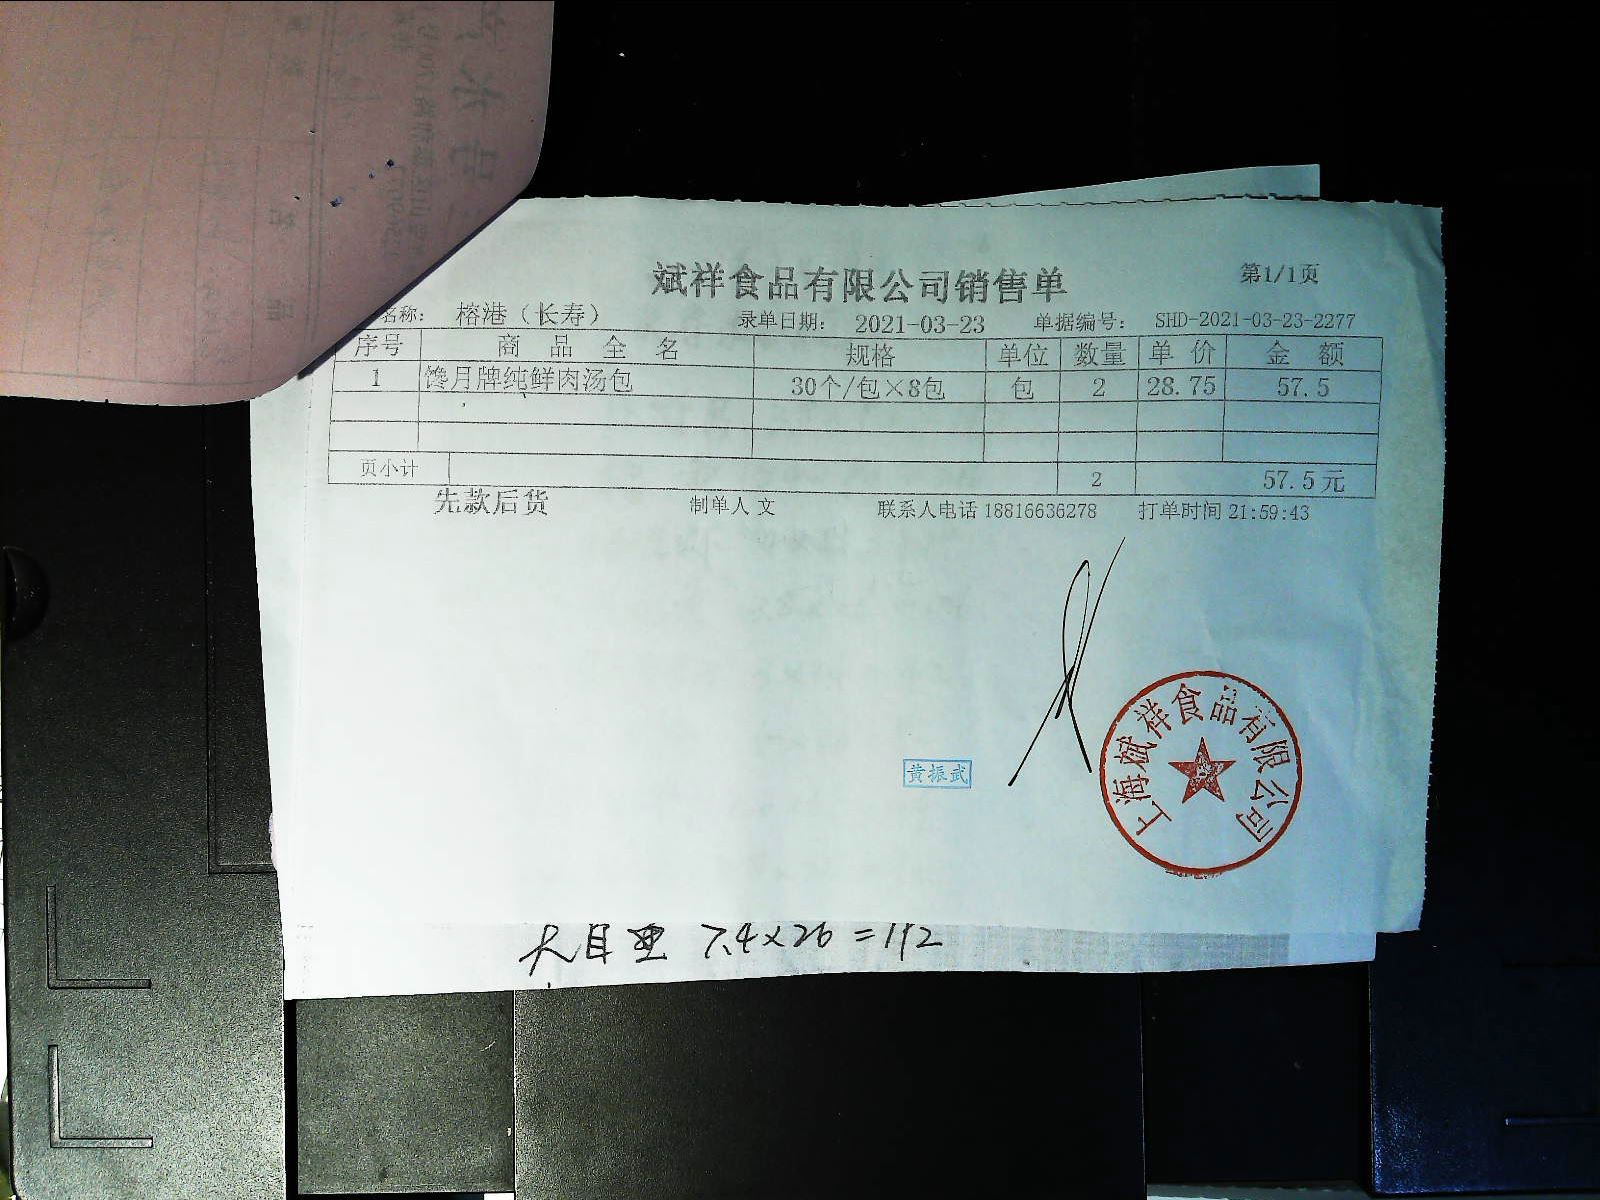 斌祥食品有限公司销售单
第1/1页
名称： 榕港（长寿） 录单日期： 2021-03-23 单据编号： SHD-2021-03-23-2277
序号 商品全名 规格 单位 数量 单价 金额
1 馋月牌纯鲜肉汤包 30个/包×8包 包 2 28.75 57.5
页小计 2 57.5元
先款后货 制单人 文 联系人电话 18816636278 打单时间 21:59:43
黄振武
上海斌祥食品有限公司
7.4×26=192